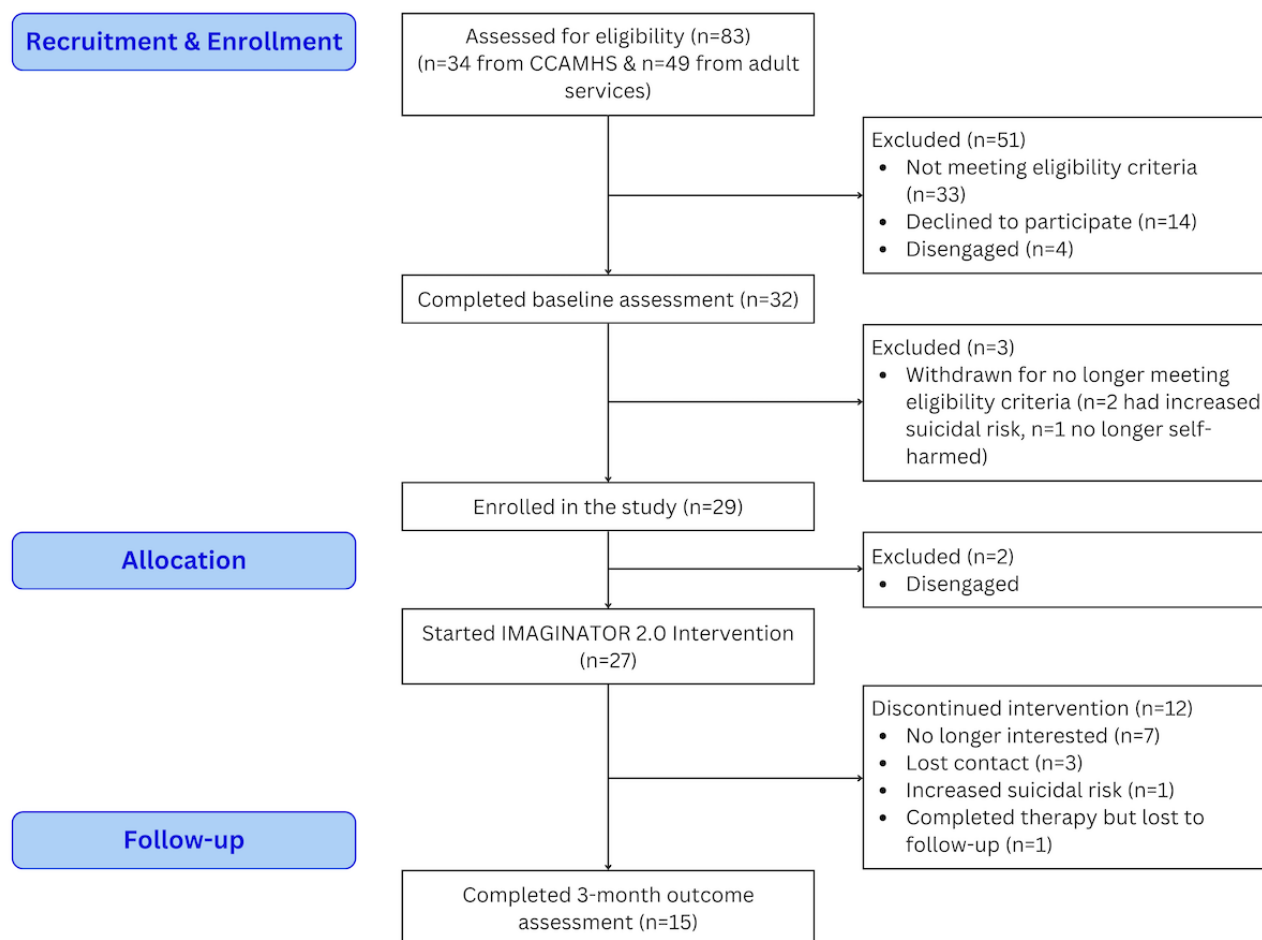 Recruitment & Enrollment
Assessed for eligibility (n=83)
(n=34 from CCAMHS & n=49 from adult
services)
Excluded (n=51)
• Not meeting eligibility criteria
(n=33)
• Declined to participate (n=14)
• Disengaged (n=4)
Completed baseline assessment (n=32)
Excluded (n=3)
• Withdrawn for no longer meeting
eligibility criteria (n=2 had increased
suicidal risk, n=1 no longer self-
harmed)
Enrolled in the study (n=29)
Allocation
Excluded (n=2)
• Disengaged
Started IMAGINATOR 2.0 Intervention
(n=27)
Discontinued intervention (n=12)
• No longer interested (n=7)
• Lost contact (n=3)
• Increased suicidal risk (n=1)
• Completed therapy but lost to
follow-up (n=1)
Follow-up
Completed 3-month outcome
assessment (n=15)